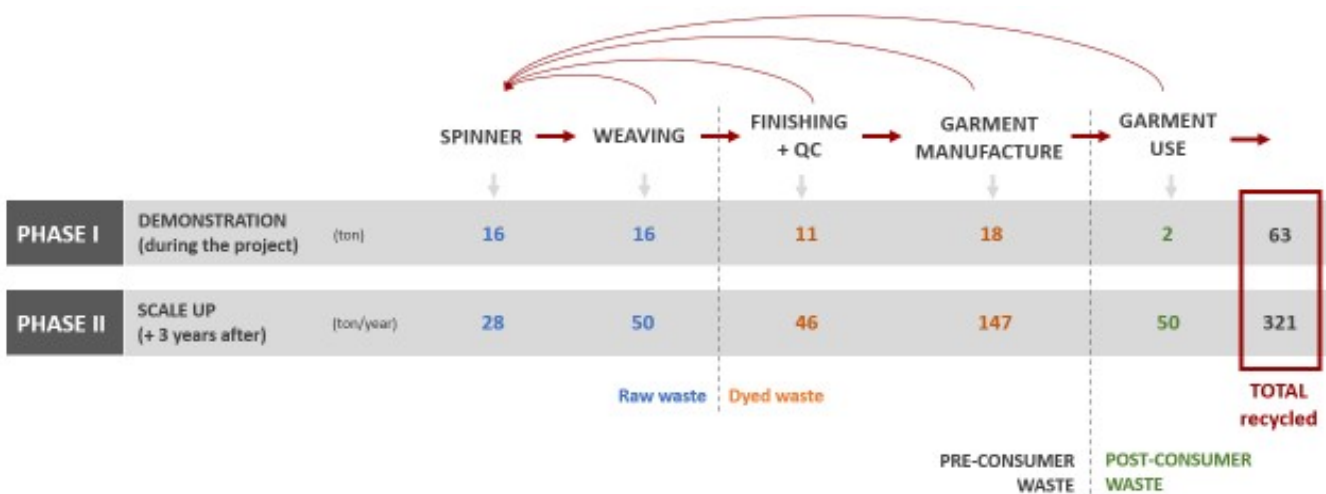 SPINNER WEAVING FINISHING + QC GARMENT MANUFACTURE GARMENT USE
PHASE I DEMONSTRATION (during the project) (ton) 16 16 11 18 2 63
PHASE II SCALE UP (+ 3 years after) (ton/year) 28 50 46 147 50 321
Raw waste Dyed waste TOTAL recycled
PRE-CONSUMER WASTE POST-CONSUMER WASTE